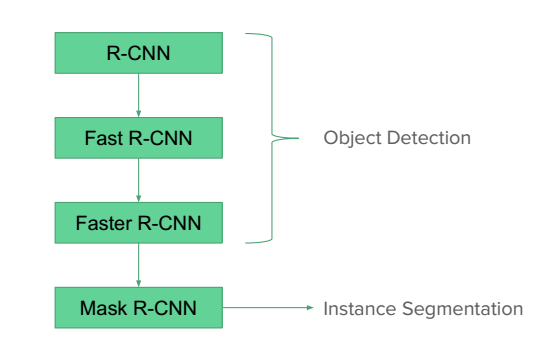 R-CNN
Fast R-CNN
Object Detection
Faster R-CNN
Mask R-CNN
Instance Segmentation